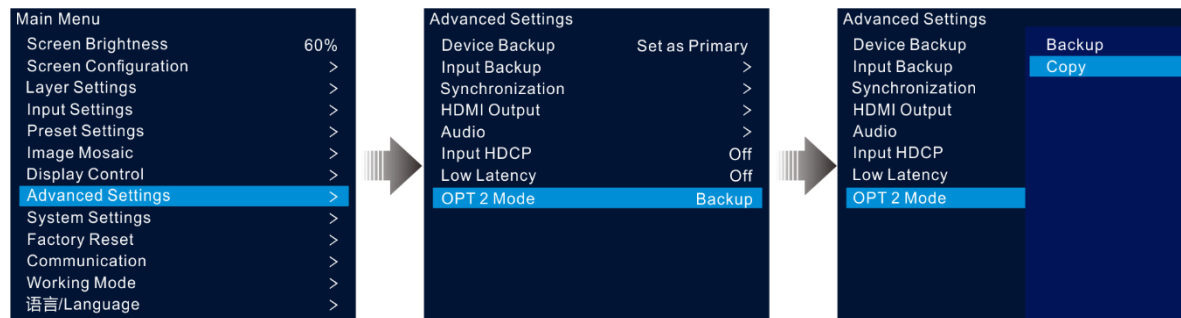 Main Menu
Screen Brightness 60%
Screen Configuration >
Layer Settings >
Input Settings >
Preset Settings >
Image Mosaic >
Display Control >
Advanced Settings >
System Settings >
Factory Reset >
Communication >
Working Mode >
语言/Language >
Advanced Settings
Device Backup Set as Primary
Input Backup >
Synchronization >
HDMI Output >
Audio >
Input HDCP Off
Low Latency Off
OPT 2 Mode Backup
Advanced Settings
Device Backup Backup
Input Backup Copy
Synchronization
HDMI Output
Audio
Input HDCP
Low Latency
OPT 2 Mode